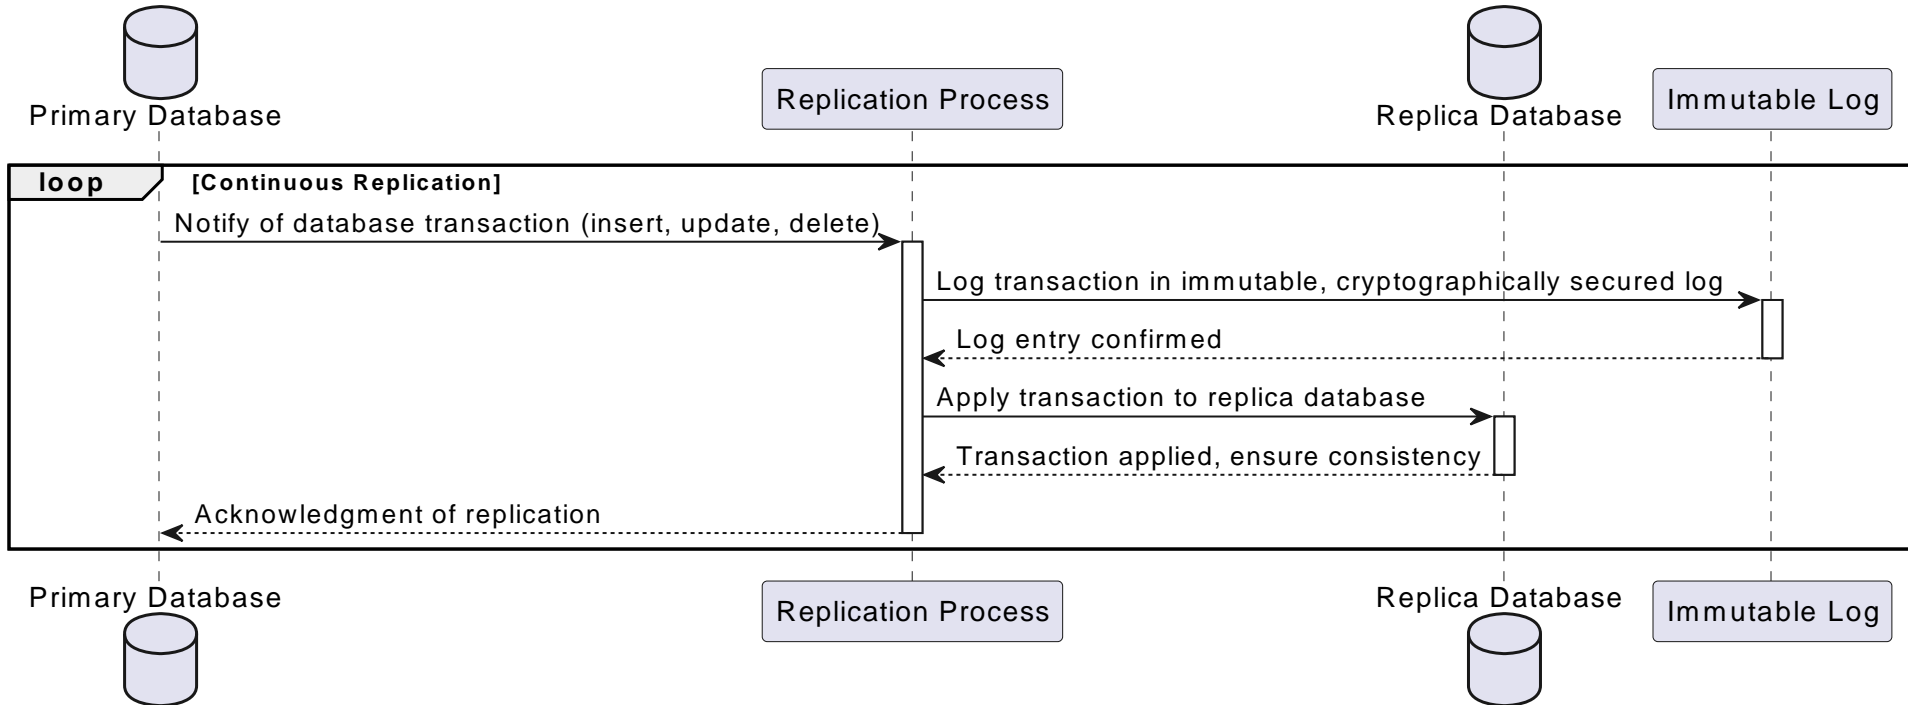 Primary Database
Replication Process
Replica Database
Immutable Log
loop
[Continuous Replication]
Notify of database transaction (insert, update, delete)
Log transaction in immutable, cryptographically secured log
Log entry confirmed
Apply transaction to replica database
Transaction applied, ensure consistency
Acknowledgment of replication
Primary Database
Replication Process
Replica Database
Immutable Log